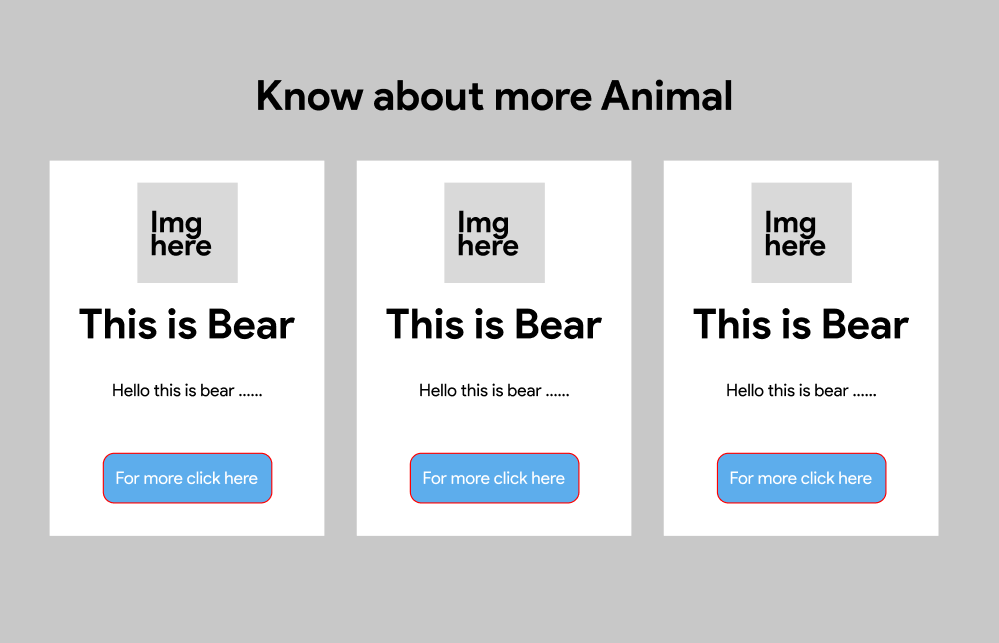 Know about more Animal
Img
here
This is Bear
Hello this is bear ......
For more click here
Img
here
This is Bear
Hello this is bear ......
For more click here
Img
here
This is Bear
Hello this is bear ......
For more click here